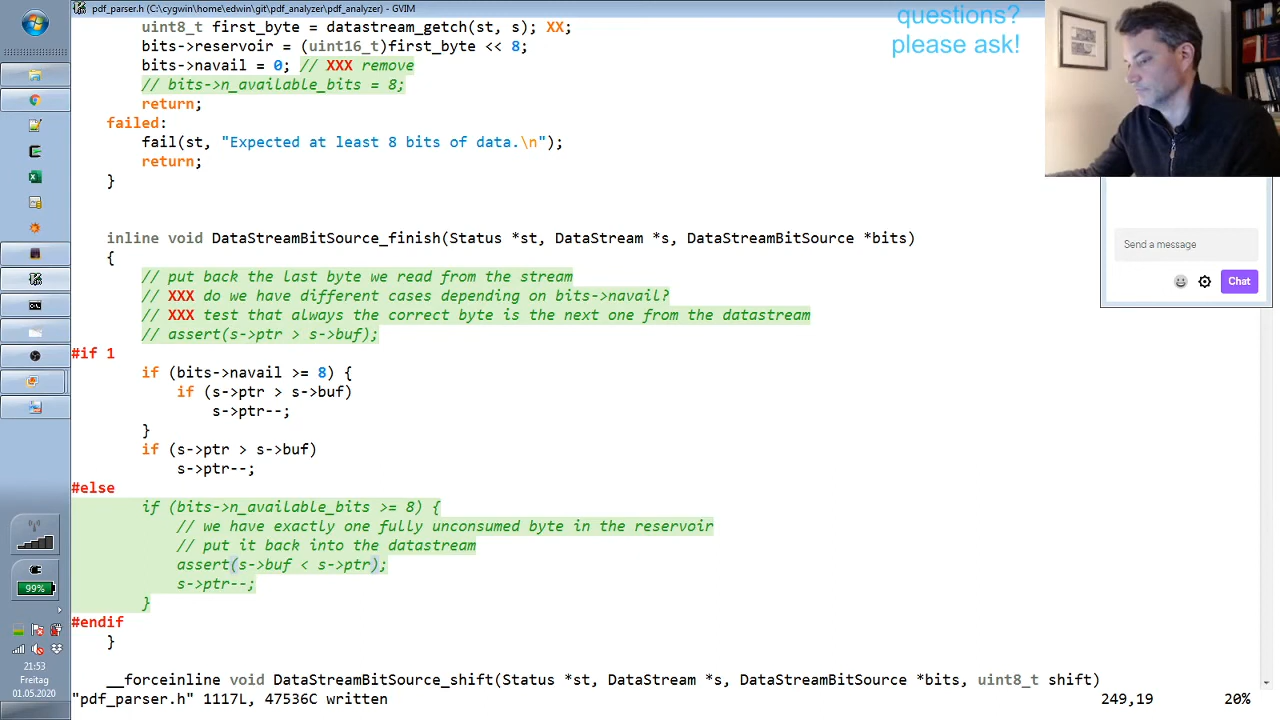 pdf_parser.h (C:\cygwin\home\edwin\git\pdf_analyzer\pdf_analyzer) - GVIM
uint8_t first_byte = datastream_getch(st, s); XX;
bits->reservoir = (uint16_t)first_byte << 8;
bits->navail = 0; // XXX remove
// bits->n_available_bits = 8;
return;
failed:
fail(st, "Expected at least 8 bits of data.\n");
return;
}
inline void DataStreamBitSource_finish(Status *st, DataStream *s, DataStreamBitSource *bits)
{
// put back the last byte we read from the stream
// XXX do we have different cases depending on bits->navail?
// XXX test that always the correct byte is the next one from the datastream
// assert(s->ptr > s->buf);
#if 1
if (bits->navail >= 8) {
if (s->ptr > s->buf)
s->ptr--;
}
if (s->ptr > s->buf)
s->ptr--;
#else
if (bits->n_available_bits >= 8) {
// we have exactly one fully unconsumed byte in the reservoir
// put it back into the datastream
assert(s->buf < s->ptr);
s->ptr--;
}
#endif
}
__forceinline void DataStreamBitSource_shift(Status *st, DataStream *s, DataStreamBitSource *bits, uint8_t shift)
"pdf_parser.h" 1117L, 47536C written
249,19
20%
questions?
please ask!
Send a message
Chat
99%
21:53
Freitag
01.05.2020